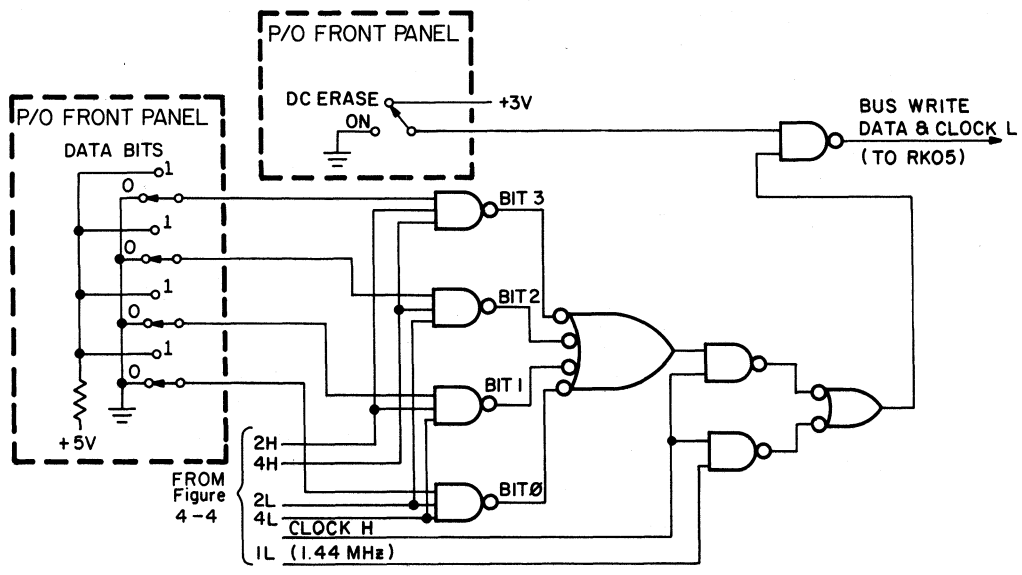 P/O FRONT PANEL
DC ERASE
+3V
ON
P/O FRONT PANEL
DATA BITS
1
0
1
0
1
0
1
0
+5V
BUS WRITE
DATA & CLOCK L
(TO RK05)
BIT 3
BIT 2
BIT 1
BIT Ø
FROM
Figure
4-4
2H
4H
2L
4L
CLOCK H
1L (1.44 MHz)